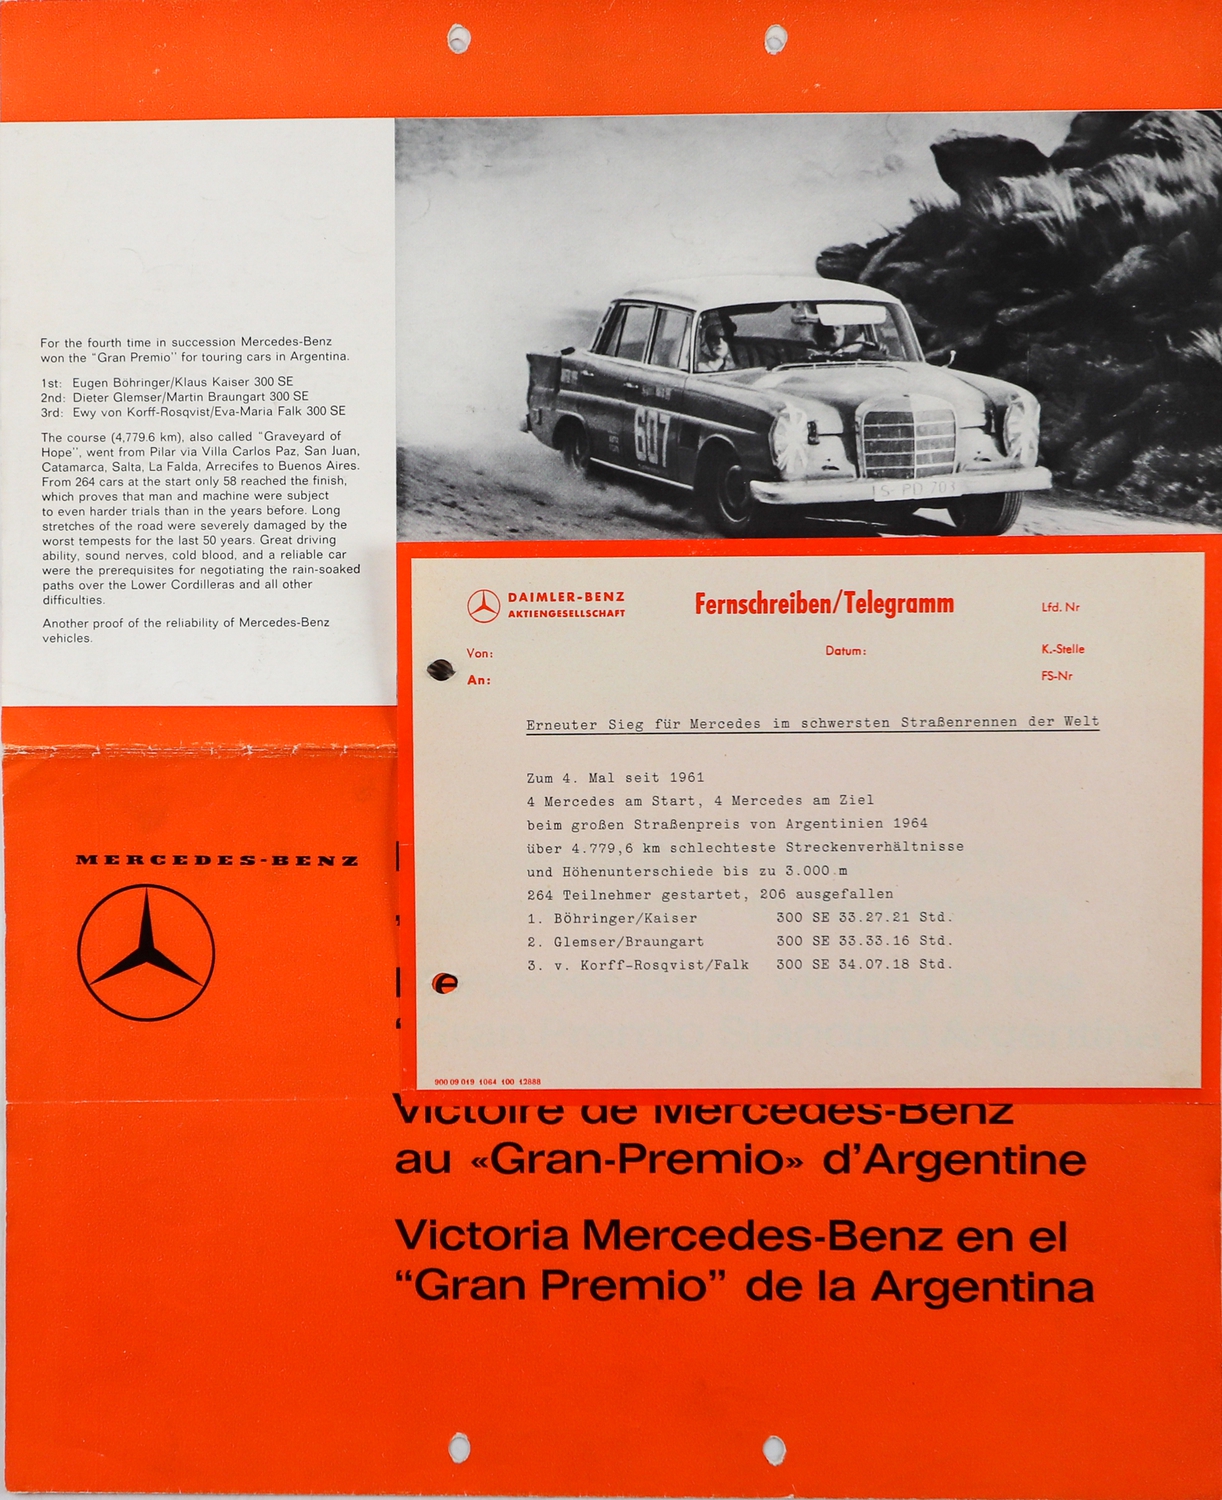 For the fourth time in succession Mercedes-Benz
won the "Gran Premio" for touring cars in Argentina.
1st: Eugen Böhringer/Klaus Kaiser 300 SE
2nd: Dieter Glemser/Martin Braungart 300 SE
3rd: Ewy von Korff-Rosqvist/Eva-Maria Falk 300 SE
The course (4,779.6 km), also called "Graveyard of
Hope", went from Pilar via Villa Carlos Paz, San Juan,
Catamarca, Salta, La Falda, Arrecifes to Buenos Aires.
From 264 cars at the start only 58 reached the finish,
which proves that man and machine were subject
to even harder trials than in the years before. Long
stretches of the road were severely damaged by the
worst tempests for the last 50 years. Great driving
ability, sound nerves, cold blood, and a reliable car
were the prerequisites for negotiating the rain-soaked
paths over the Lower Cordilleras and all other
difficulties.
Another proof of the reliability of Mercedes-Benz
vehicles.
607
S-PD 703
DAIMLER-BENZ
AKTIENGESELLSCHAFT
Fernschreiben/Telegramm
Lfd. Nr
Von:
Datum:
K.-Stelle
An:
FS-Nr
Erneuter Sieg für Mercedes im schwersten Straßenrennen der Welt
Zum 4. Mal seit 1961
4 Mercedes am Start, 4 Mercedes am Ziel
beim großen Straßenpreis von Argentinien 1964
über 4.779,6 km schlechteste Streckenverhältnisse
und Höhenunterschiede bis zu 3.000 m
264 Teilnehmer gestartet, 206 ausgefallen
1. Böhringer/Kaiser 300 SE 33.27.21 Std.
2. Glemser/Braungart 300 SE 33.33.16 Std.
3. v. Korff-Rosqvist/Falk 300 SE 34.07.18 Std.
900 09 019 1064 100 12888
MERCEDES-BENZ
Victoire de Mercedes-Benz
au «Gran-Premio» d'Argentine
Victoria Mercedes-Benz en el
"Gran Premio" de la Argentina